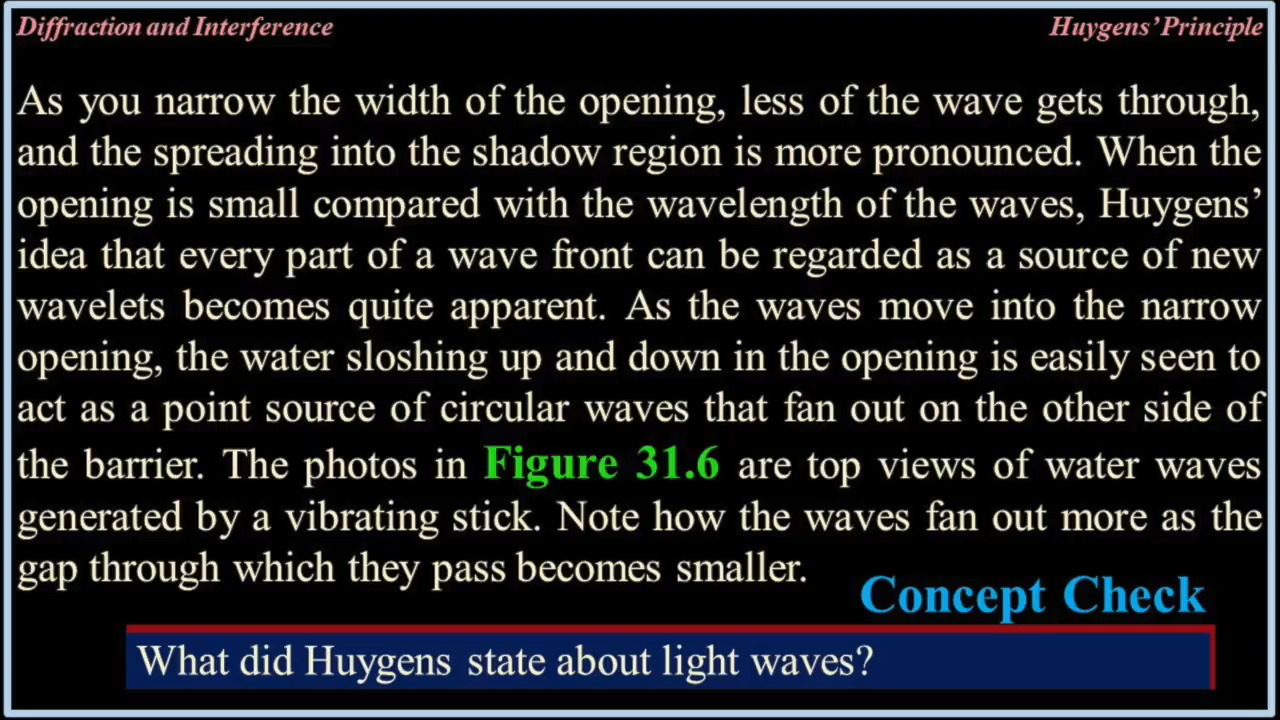 Diffraction and Interference
Huygens' Principle
As you narrow the width of the opening, less of the wave gets through,
and the spreading into the shadow region is more pronounced. When the
opening is small compared with the wavelength of the waves, Huygens'
idea that every part of a wave front can be regarded as a source of new
wavelets becomes quite apparent. As the waves move into the narrow
opening, the water sloshing up and down in the opening is easily seen to
act as a point source of circular waves that fan out on the other side of
the barrier. The photos in Figure 31.6 are top views of water waves
generated by a vibrating stick. Note how the waves fan out more as the
gap through which they pass becomes smaller.
Concept Check
What did Huygens state about light waves?